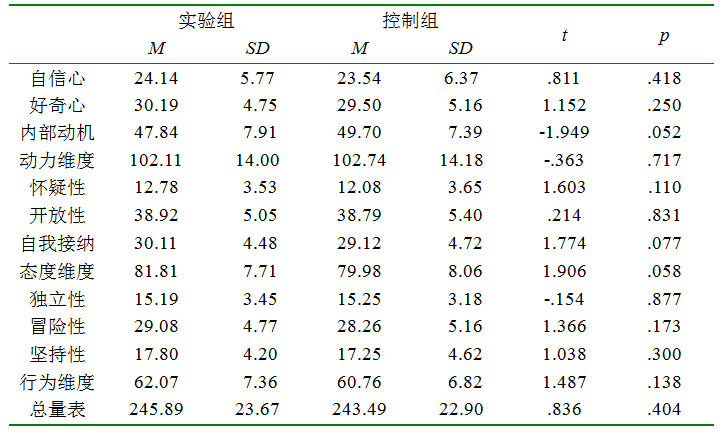 实验组 控制组 t p
M SD M SD
自信心 24.14 5.77 23.54 6.37 .811 .418
好奇心 30.19 4.75 29.50 5.16 1.152 .250
内部动机 47.84 7.91 49.70 7.39 -1.949 .052
动力维度 102.11 14.00 102.74 14.18 -.363 .717
怀疑性 12.78 3.53 12.08 3.65 1.603 .110
开放性 38.92 5.05 38.79 5.40 .214 .831
自我接纳 30.11 4.48 29.12 4.72 1.774 .077
态度维度 81.81 7.71 79.98 8.06 1.906 .058
独立性 15.19 3.45 15.25 3.18 -.154 .877
冒险性 29.08 4.77 28.26 5.16 1.366 .173
坚持性 17.80 4.20 17.25 4.62 1.038 .300
行为维度 62.07 7.36 60.76 6.82 1.487 .138
总量表 245.89 23.67 243.49 22.90 .836 .404